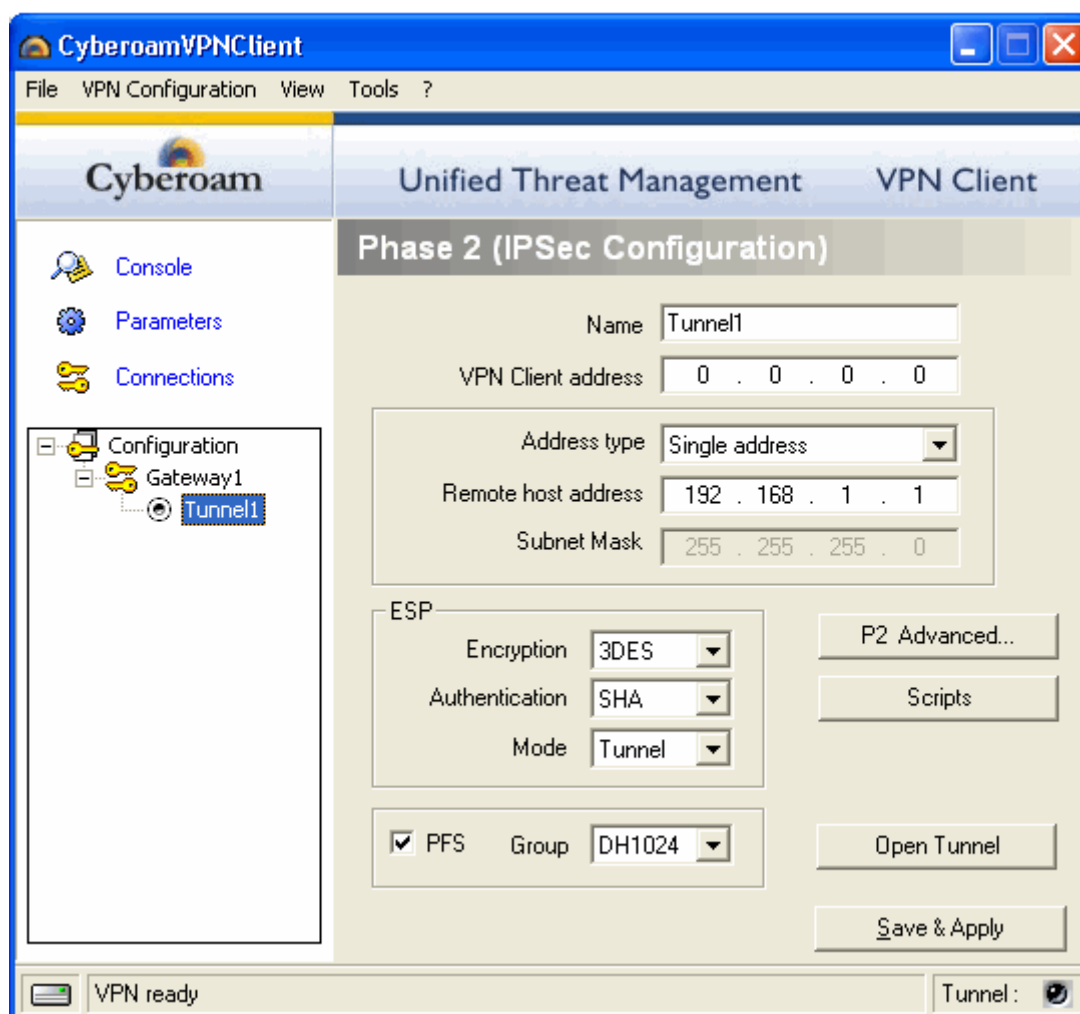 CyberoamVPNClient
File VPN Configuration View Tools ?
Cyberoam
Unified Threat Management VPN Client
Console
Parameters
Connections
Configuration
Gateway1
Tunnel1
Phase 2 (IPSec Configuration)
Name Tunnel1
VPN Client address 0 . 0 . 0 . 0
Address type Single address
Remote host address 192 . 168 . 1 . 1
Subnet Mask 255 . 255 . 255 . 0
ESP
Encryption 3DES
Authentication SHA
Mode Tunnel
P2 Advanced...
Scripts
PFS Group DH1024
Open Tunnel
Save & Apply
VPN ready
Tunnel :